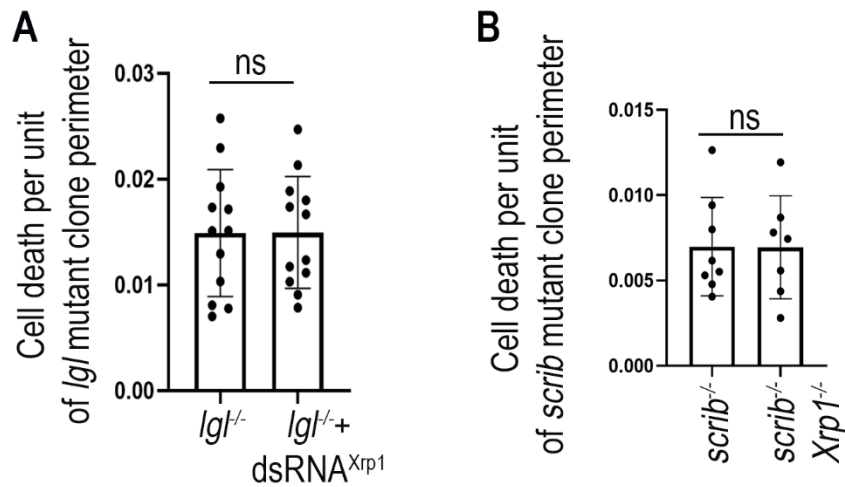 A
Cell death per unit
of lgl mutant clone perimeter
0.03
0.02
0.01
0.00
ns
lgl-/-
lgl-/-+
dsRNAXrp1
B
Cell death per unit
of scrib mutant clone perimeter
0.015
0.010
0.005
0.000
ns
scrib-/-
scrib-/-
Xrp1-/-